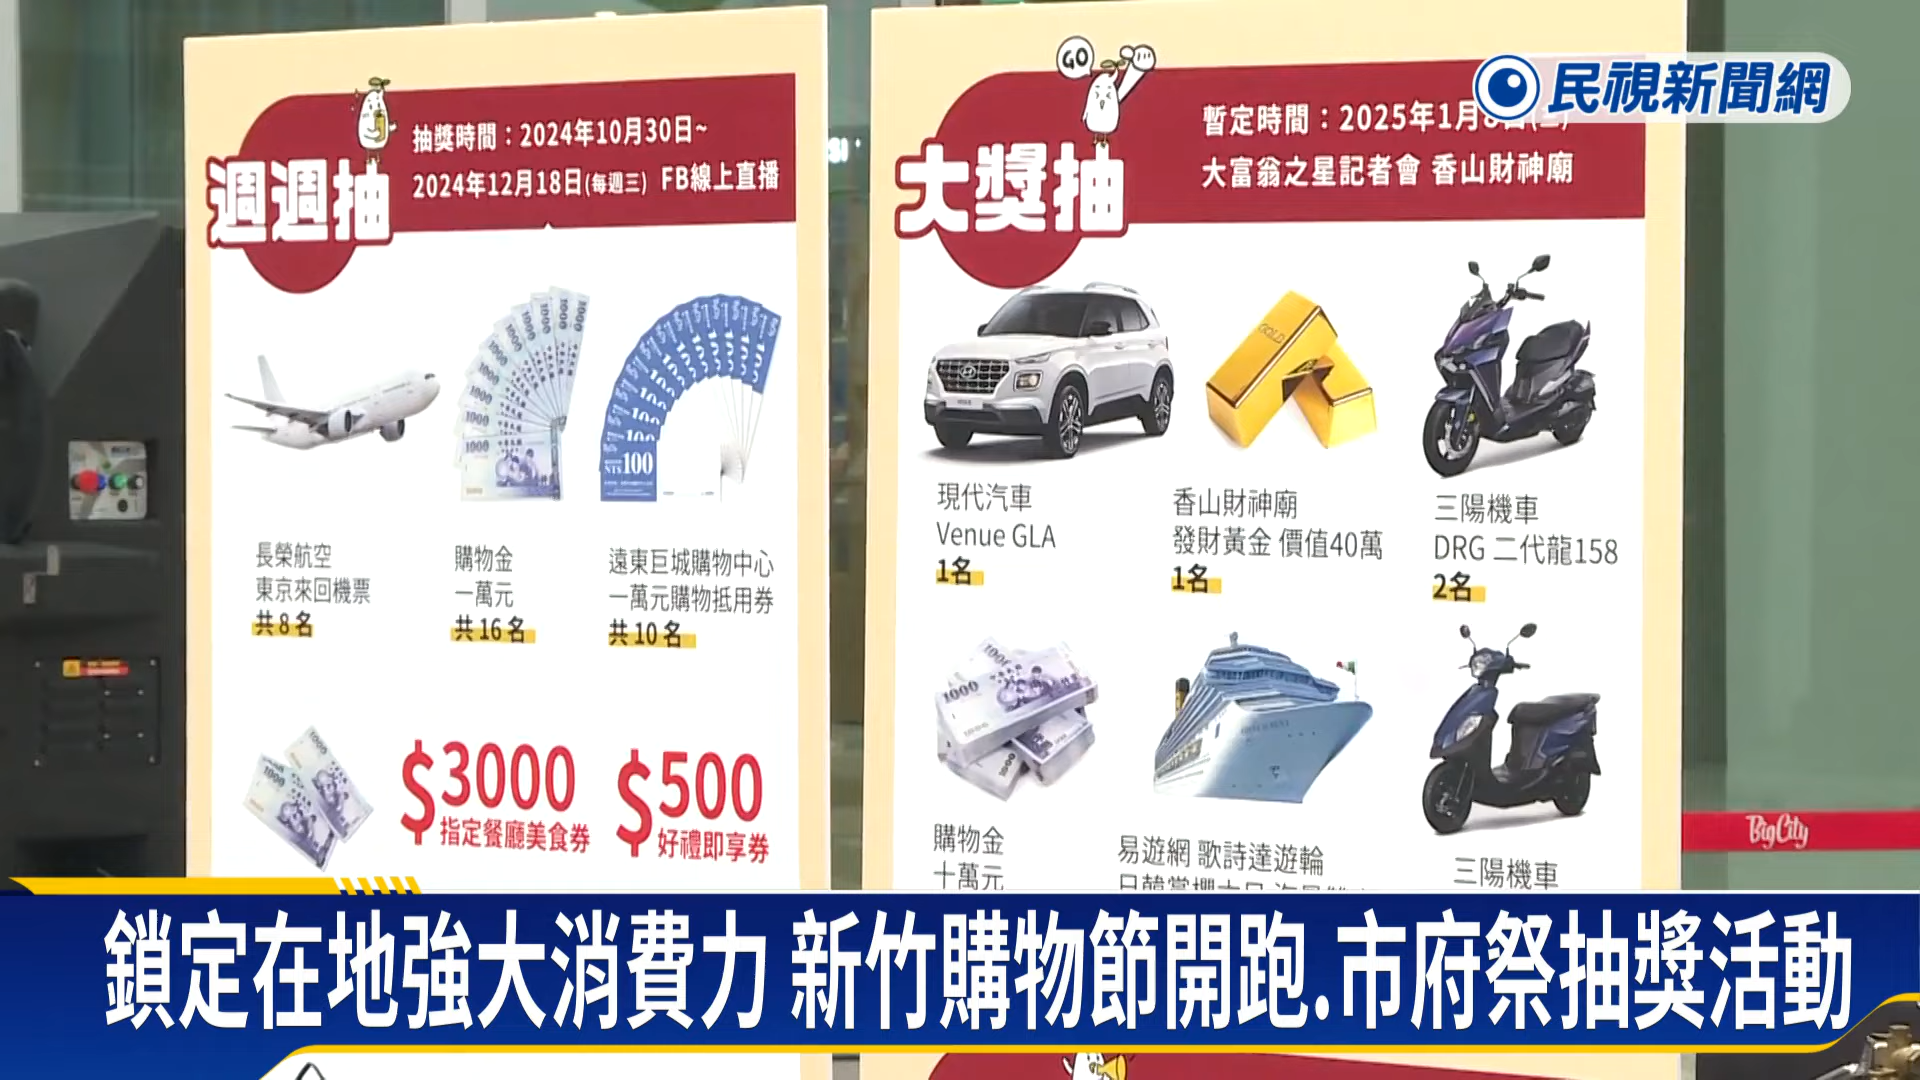 民視新聞網
週週抽
抽獎時間：2024年10月30日~
2024年12月18日(每週三) FB線上直播
長榮航空
東京來回機票
共8名
購物金
一萬元
共16名
NT$100
遠東巨城購物中心
一萬元購物抵用券
共10名
$3000
指定餐廳美食券
$500
好禮即享券
GO
大獎抽
暫定時間：2025年1月8日(三)
大富翁之星記者會 香山財神廟
現代汽車
Venue GLA
1名
GOLD
香山財神廟
發財黃金 價值40萬
1名
三陽機車
DRG 二代龍158
2名
購物金
十萬元
易遊網 歌詩達遊輪
三陽機車
BigCity
鎖定在地強大消費力 新竹購物節開跑.市府祭抽獎活動